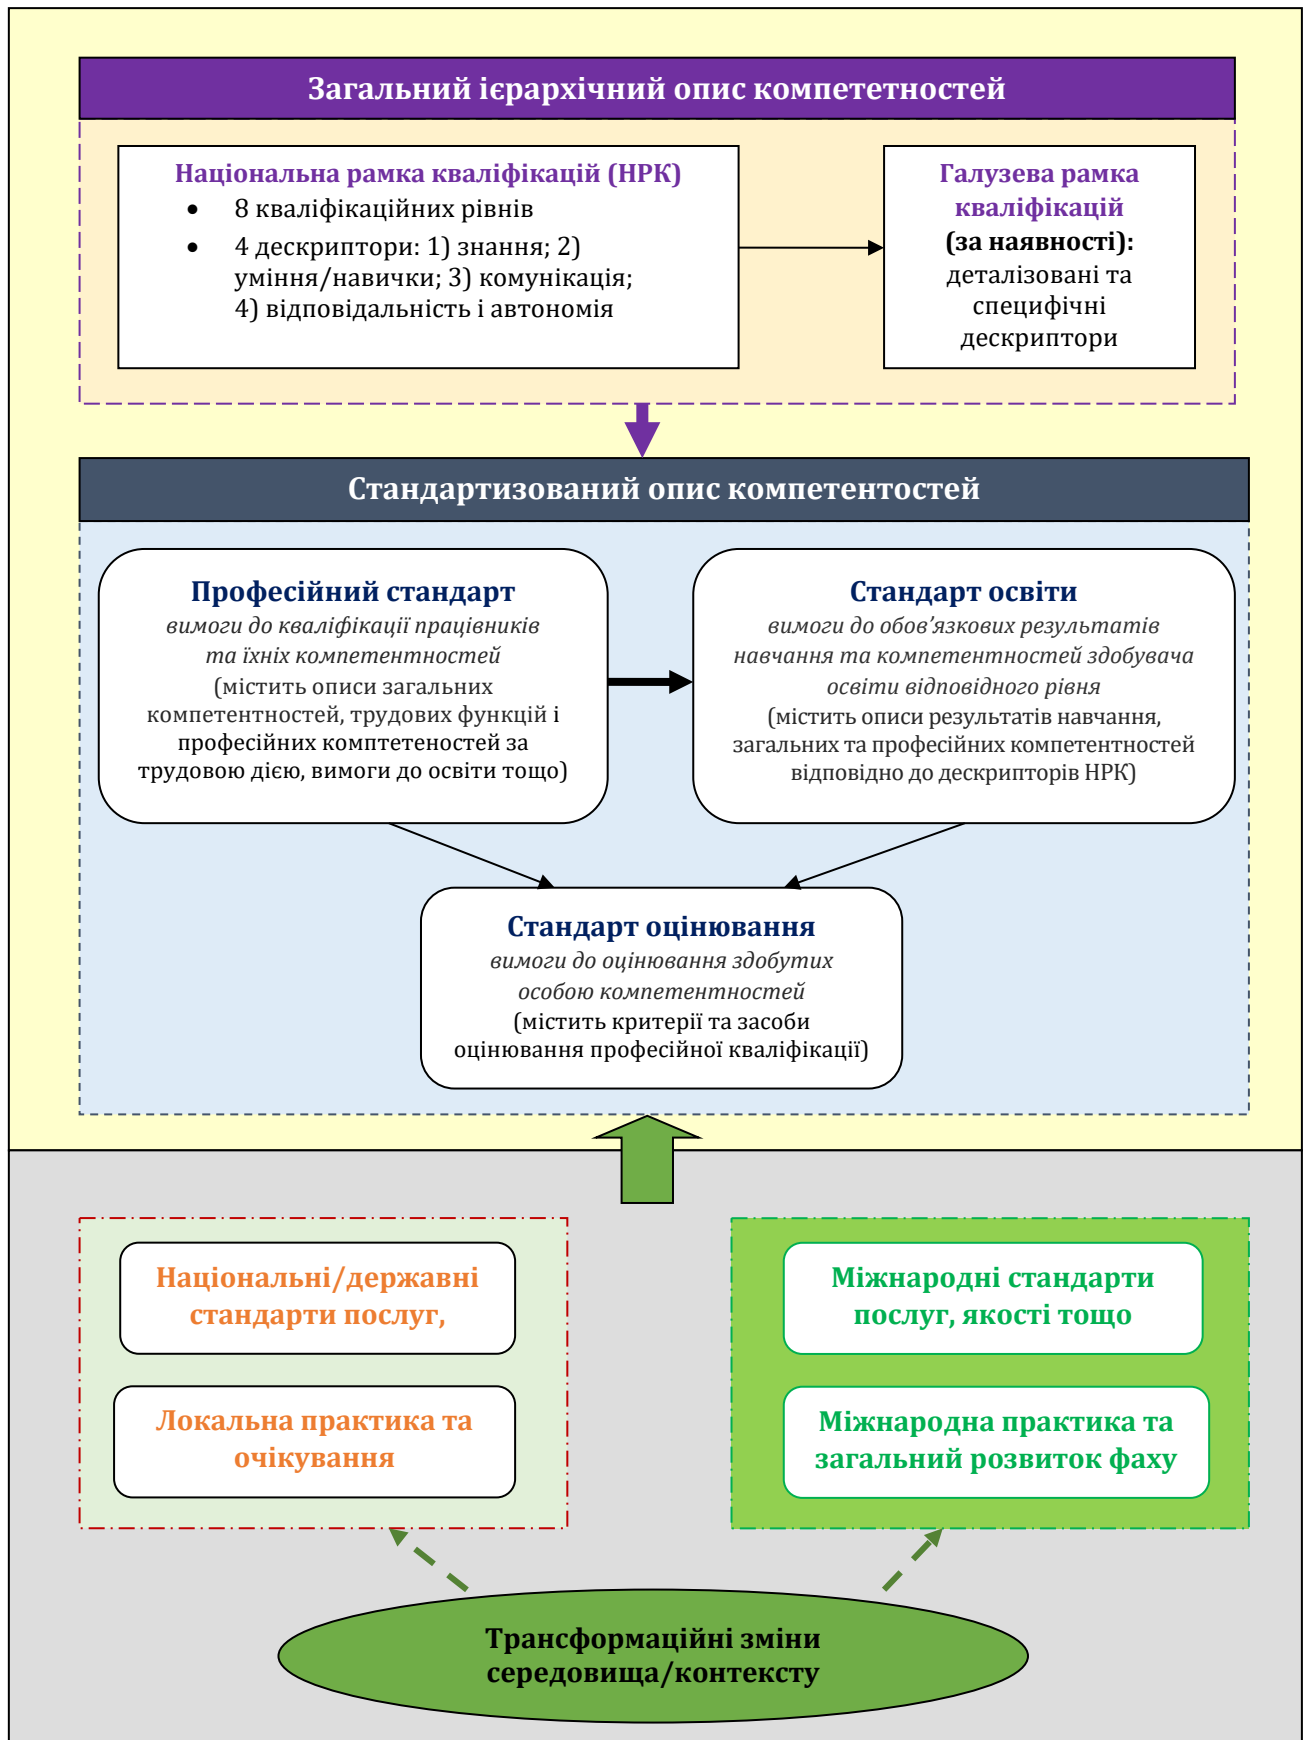 Загальний ієрархічний опис компететностей
Національна рамка кваліфікацій (НРК)
• 8 кваліфікаційних рівнів
• 4 дескриптори: 1) знання; 2)
уміння/навички; 3) комунікація;
4) відповідальність і автономія
Галузева рамка
кваліфікацій
(за наявності):
деталізовані та
специфічні
дескриптори
Стандартизований опис компетентостей
Професійний стандарт
вимоги до кваліфікації працівників
та їхніх компетентностей
(містить описи загальних
компетентностей, трудових функцій і
професійних комптетеностей за
трудовою дією, вимоги до освіти тощо)
Стандарт освіти
вимоги до обов’язкових результатів
навчання та компетентностей здобувача
освіти відповідного рівня
(містить описи результатів навчання,
загальних та професійних компетентностей
відповідно до дескрипторів НРК)
Стандарт оцінювання
вимоги до оцінювання здобутих
особою компетентностей
(містить критерії та засоби
оцінювання професійної кваліфікації)
Національні/державні
стандарти послуг,
Локальна практика та
очікування
Міжнародні стандарти
послуг, якості тощо
Міжнародна практика та
загальний розвиток фаху
Трансформаційні зміни
середовища/контексту